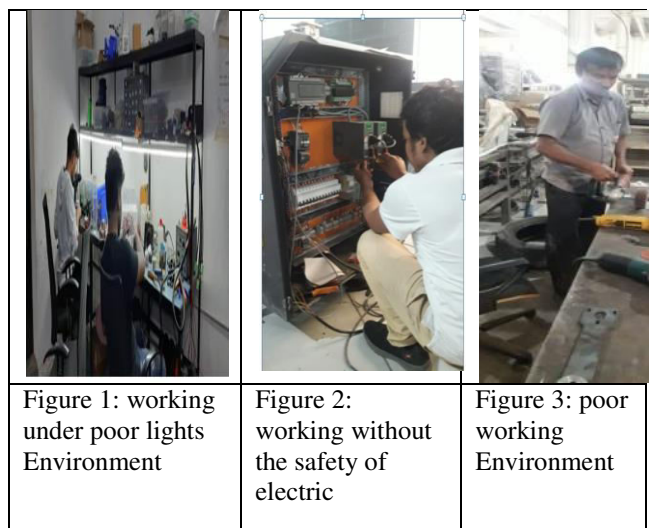 Figure 1: working
under poor lights
Environment
Figure 2:
working without
the safety of
electric
Figure 3: poor
working
Environment